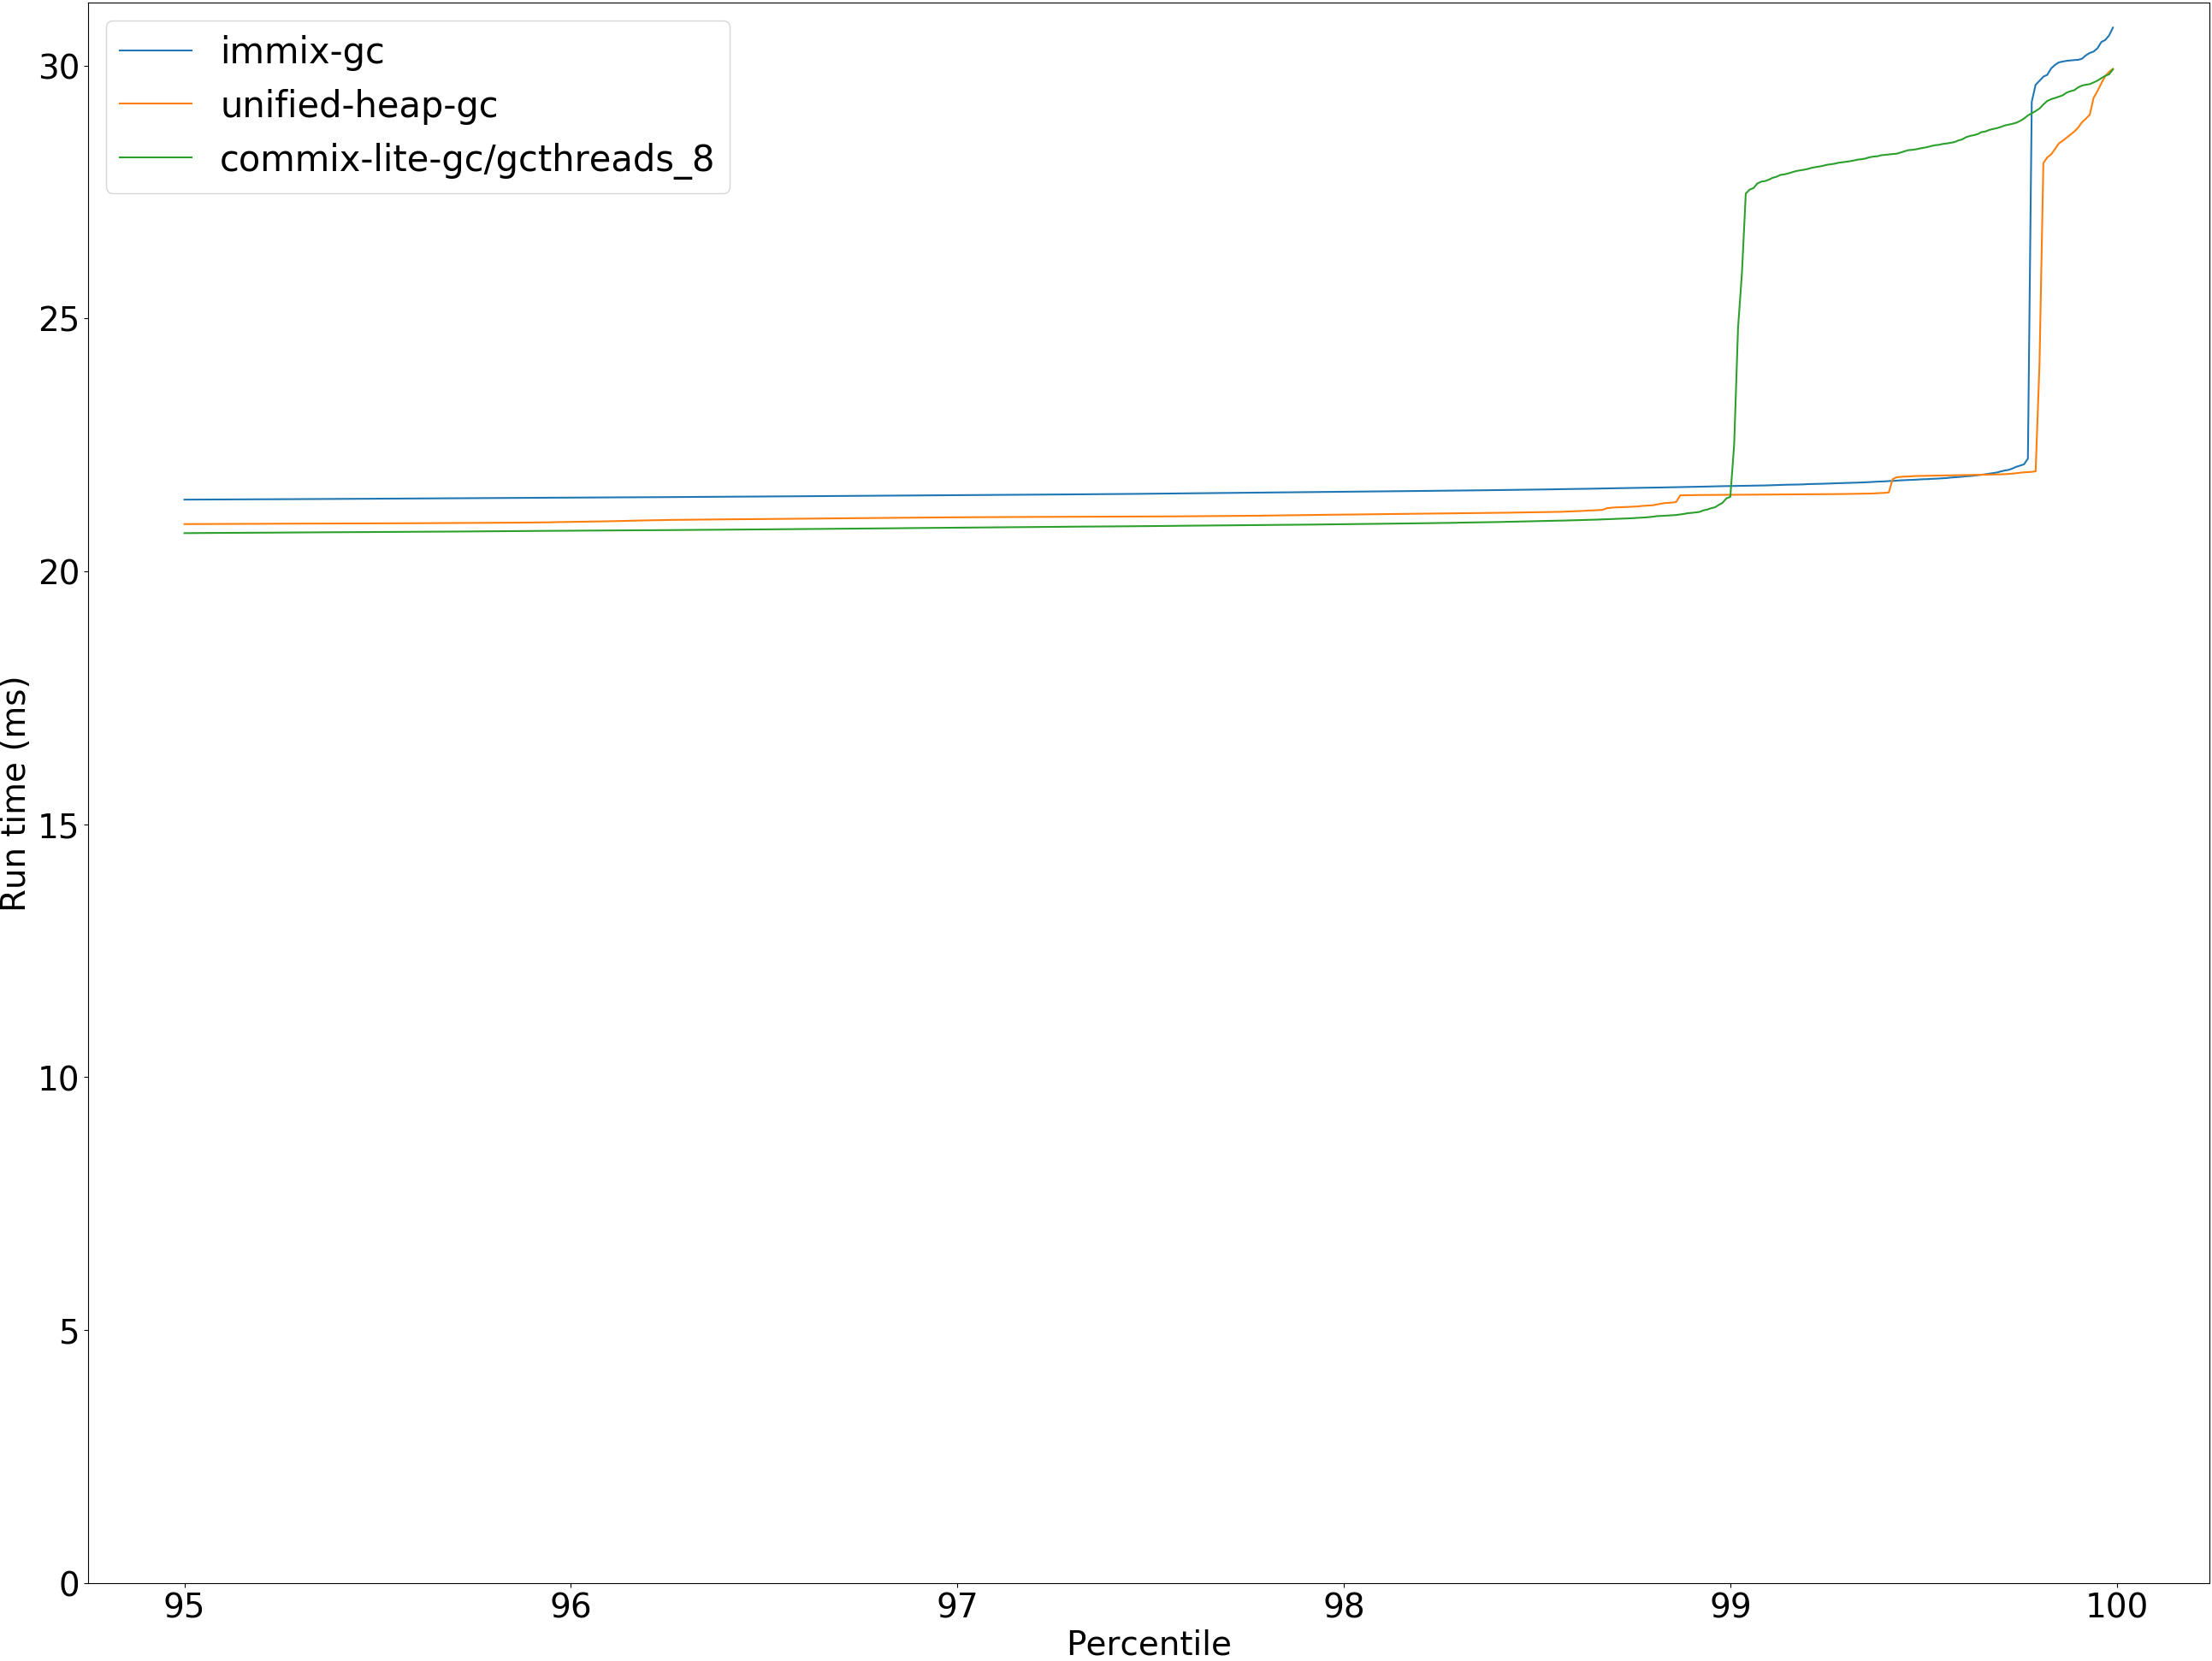 immix-gc
unified-heap-gc
commix-lite-gc/gcthreads_8
30
25
20
15
10
5
0
Run time (ms)
95 96 97 98 99 100
Percentile